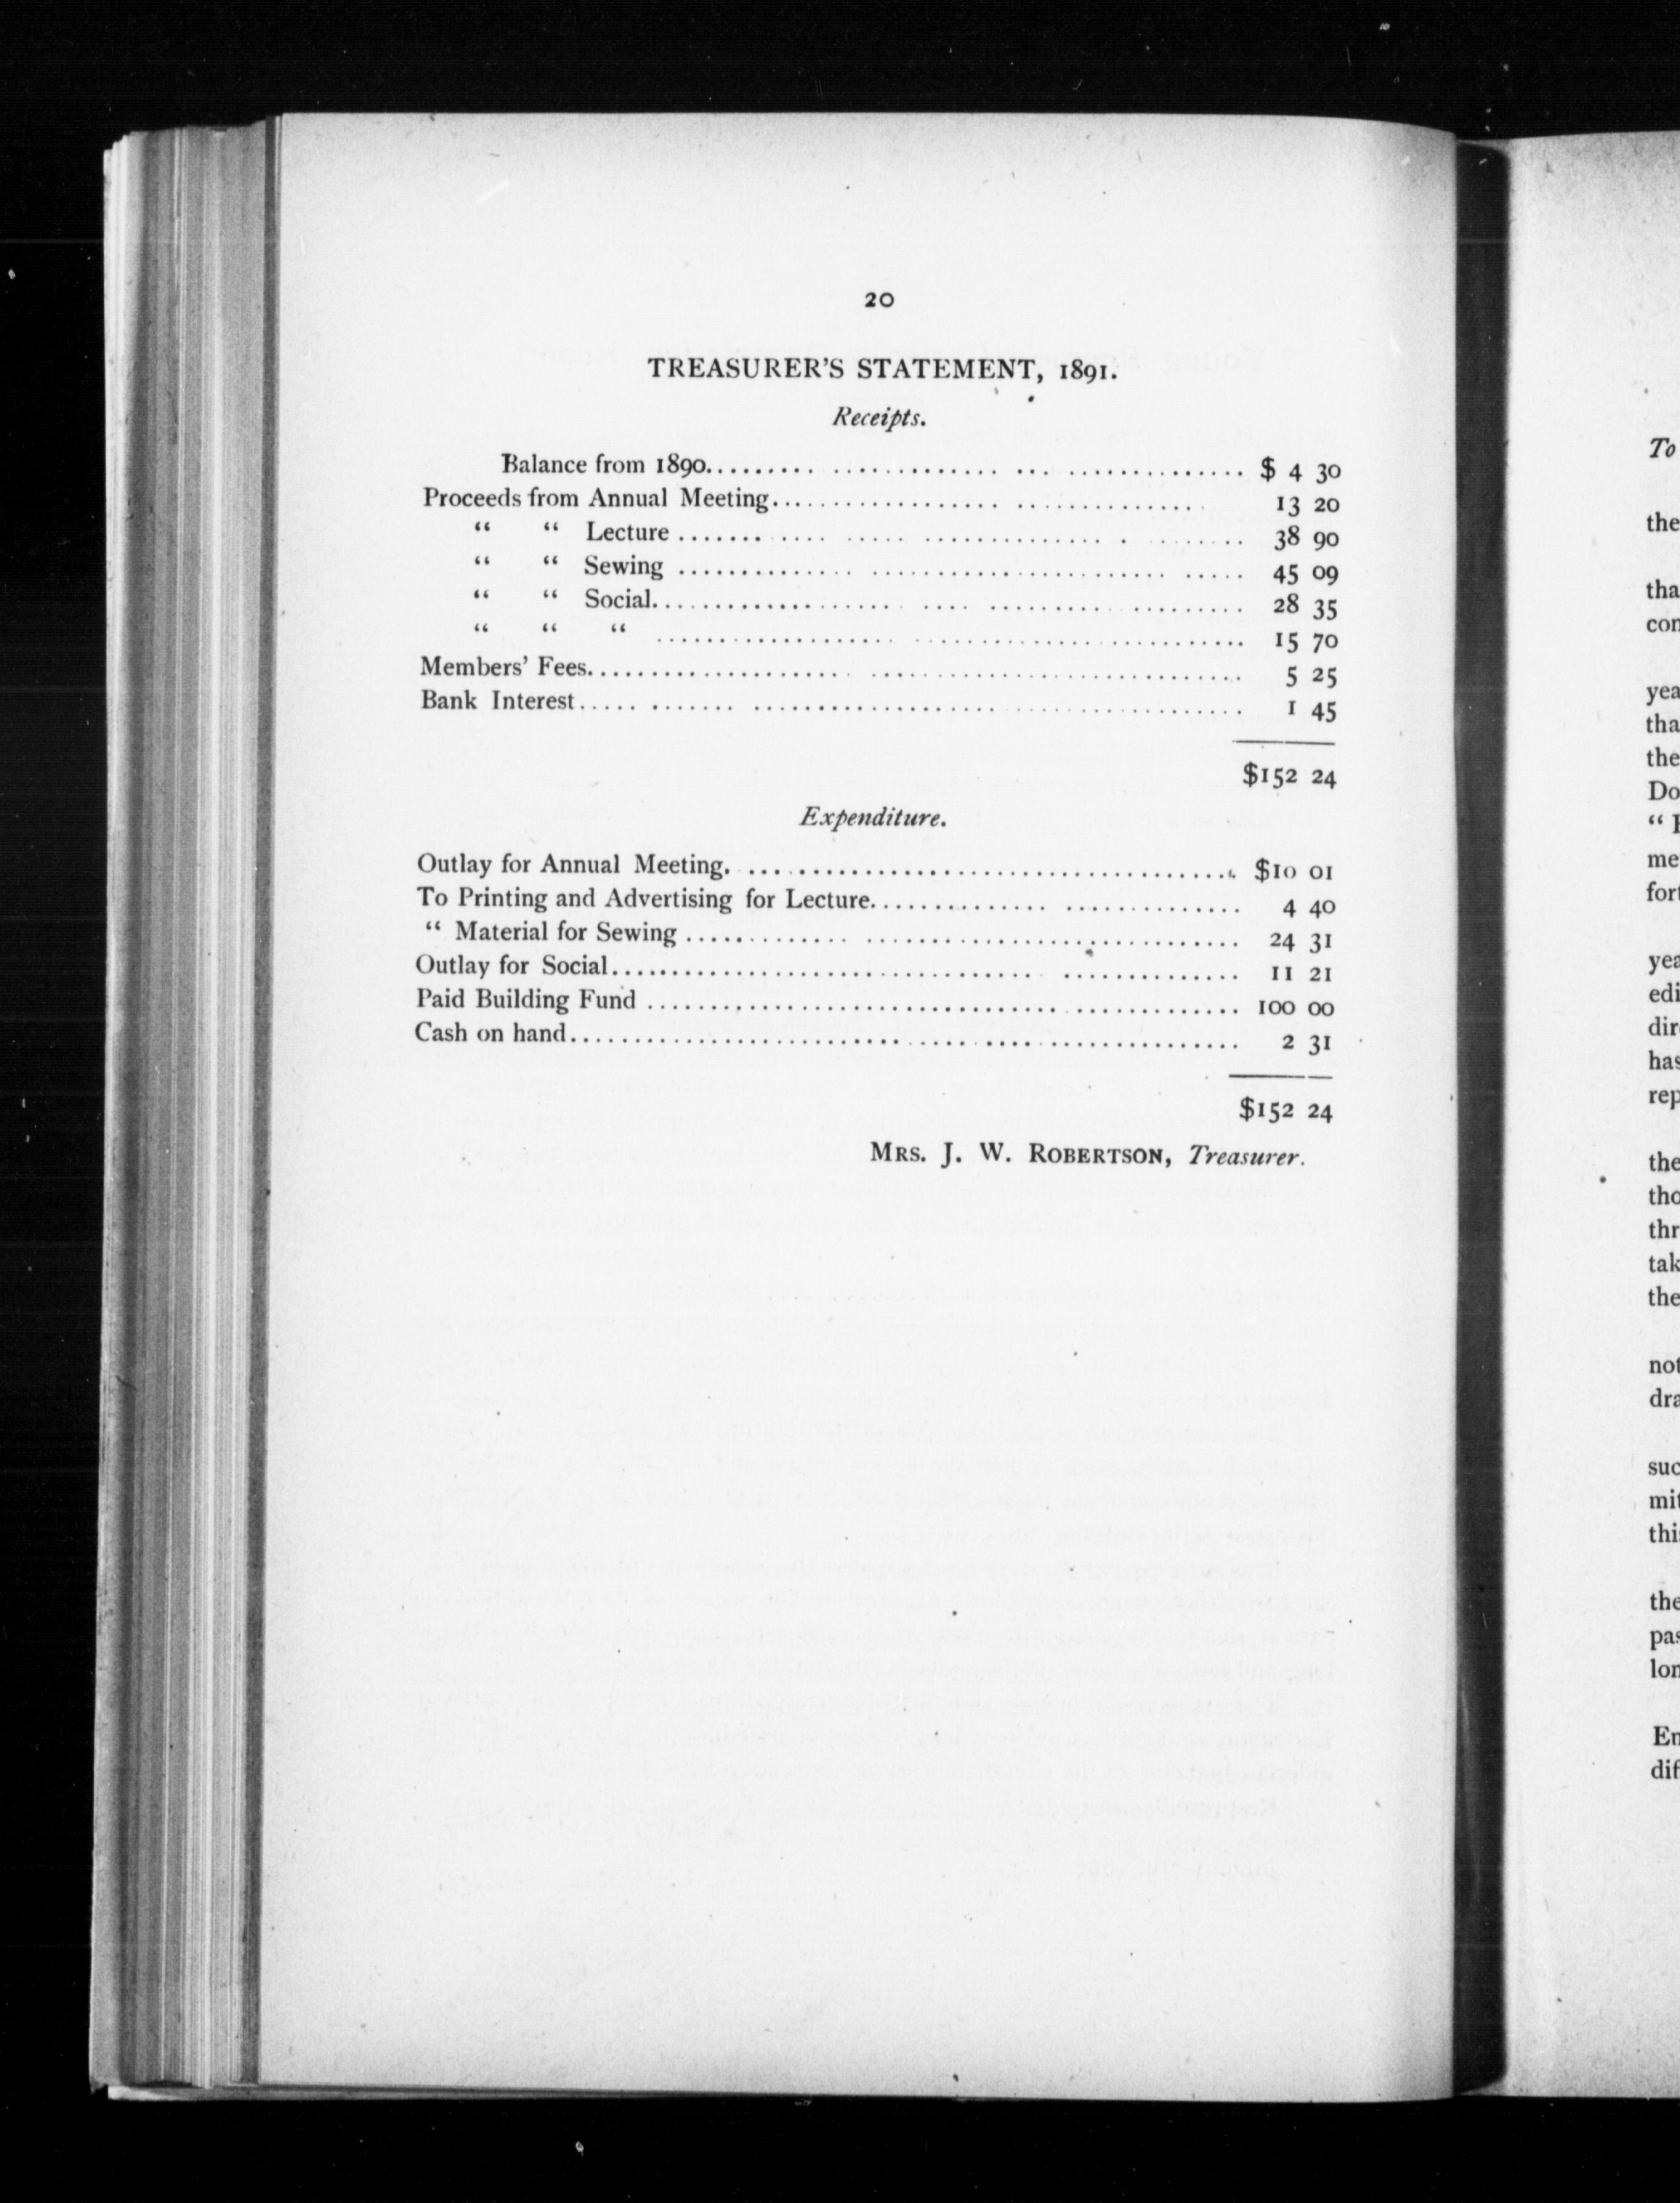 20
TREASURER'S STATEMENT, 1891.
Receipts.
Balance from 1890.......... $ 4 30
Proceeds from Annual Meeting.......... 13 20
“ “ Lecture .......... 38 90
“ “ Sewing .......... 45 09
“ “ Social.......... 28 35
“ “ “ .......... 15 70
Members' Fees.......... 5 25
Bank Interest.......... 1 45
$152 24
Expenditure.
Outlay for Annual Meeting.......... $10 01
To Printing and Advertising for Lecture.......... 4 40
“ Material for Sewing .......... 24 31
Outlay for Social.......... 11 21
Paid Building Fund .......... 100 00
Cash on hand.......... 2 31
$152 24
MRS. J. W. ROBERTSON, Treasurer.
To
the
tha
con
yea
tha
the
Do
me
fort
yea
edi
dir
has
rep
the
tho
thr
tak
the
not
dra
suc
mit
thi
the
pas
lon
En
dif